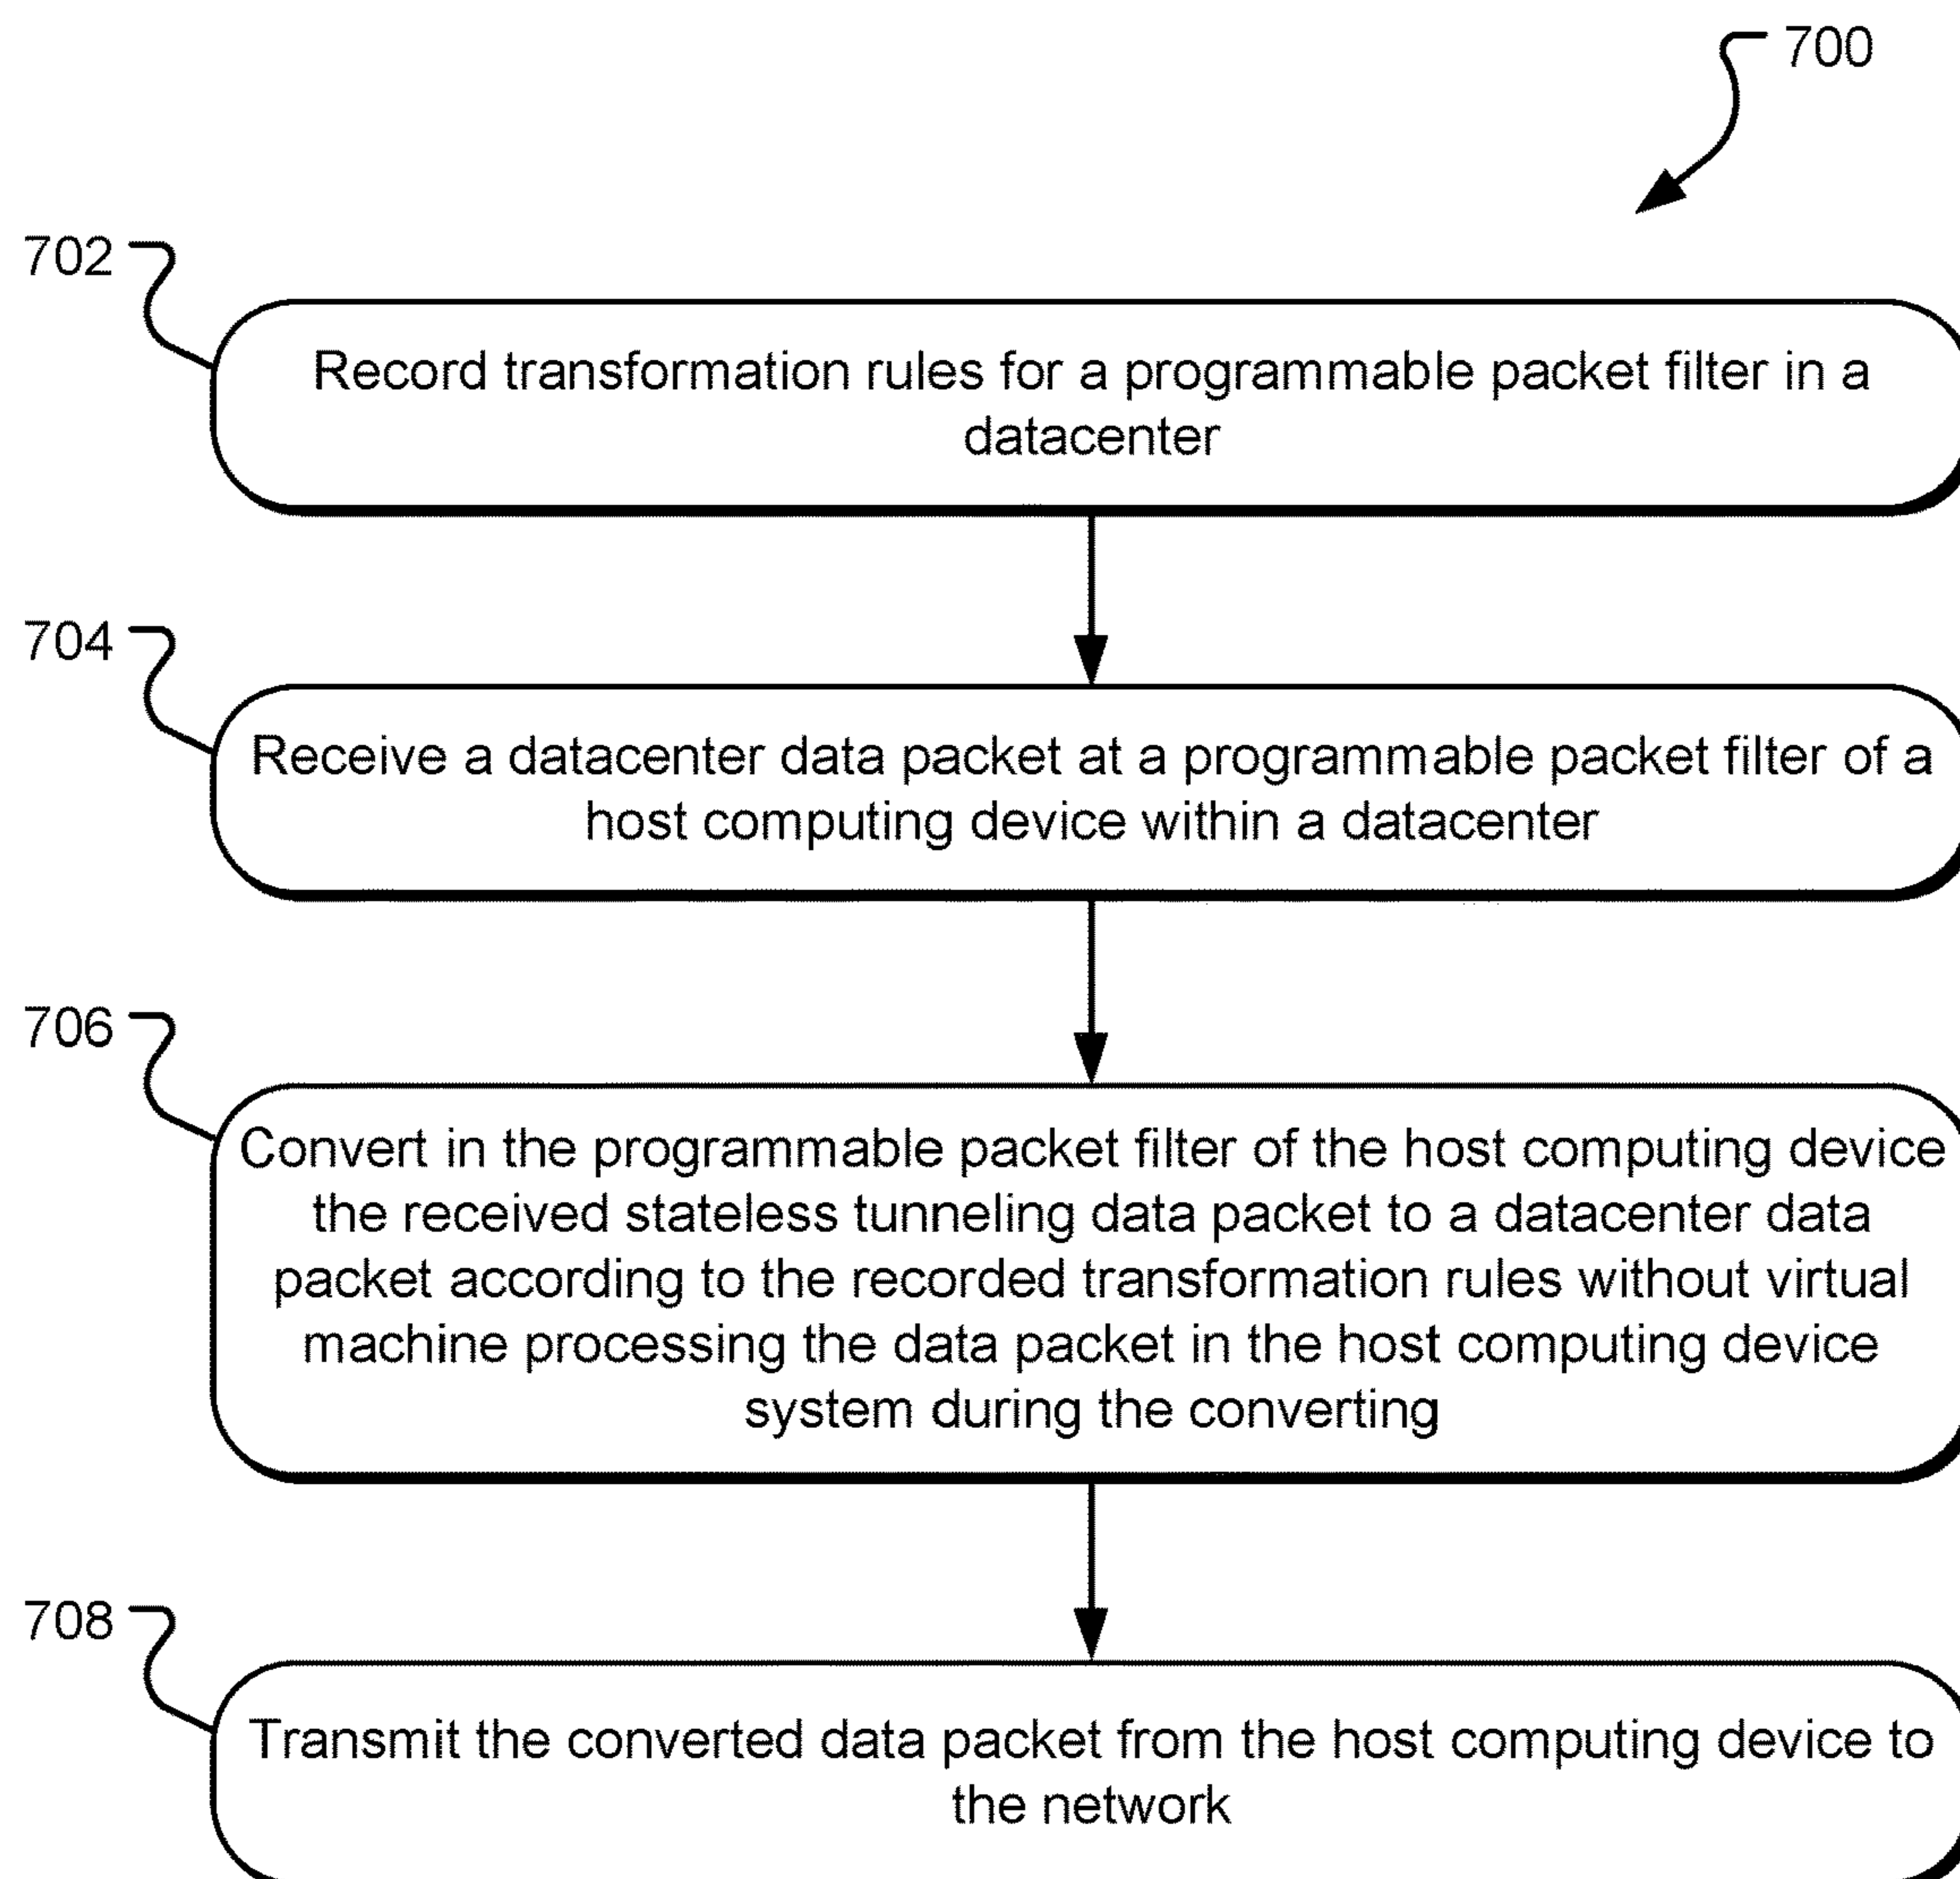 700
702
Record transformation rules for a programmable packet filter in a
datacenter
704
Receive a datacenter data packet at a programmable packet filter of a
host computing device within a datacenter
706
Convert in the programmable packet filter of the host computing device
the received stateless tunneling data packet to a datacenter data
packet according to the recorded transformation rules without virtual
machine processing the data packet in the host computing device
system during the converting
708
Transmit the converted data packet from the host computing device to
the network